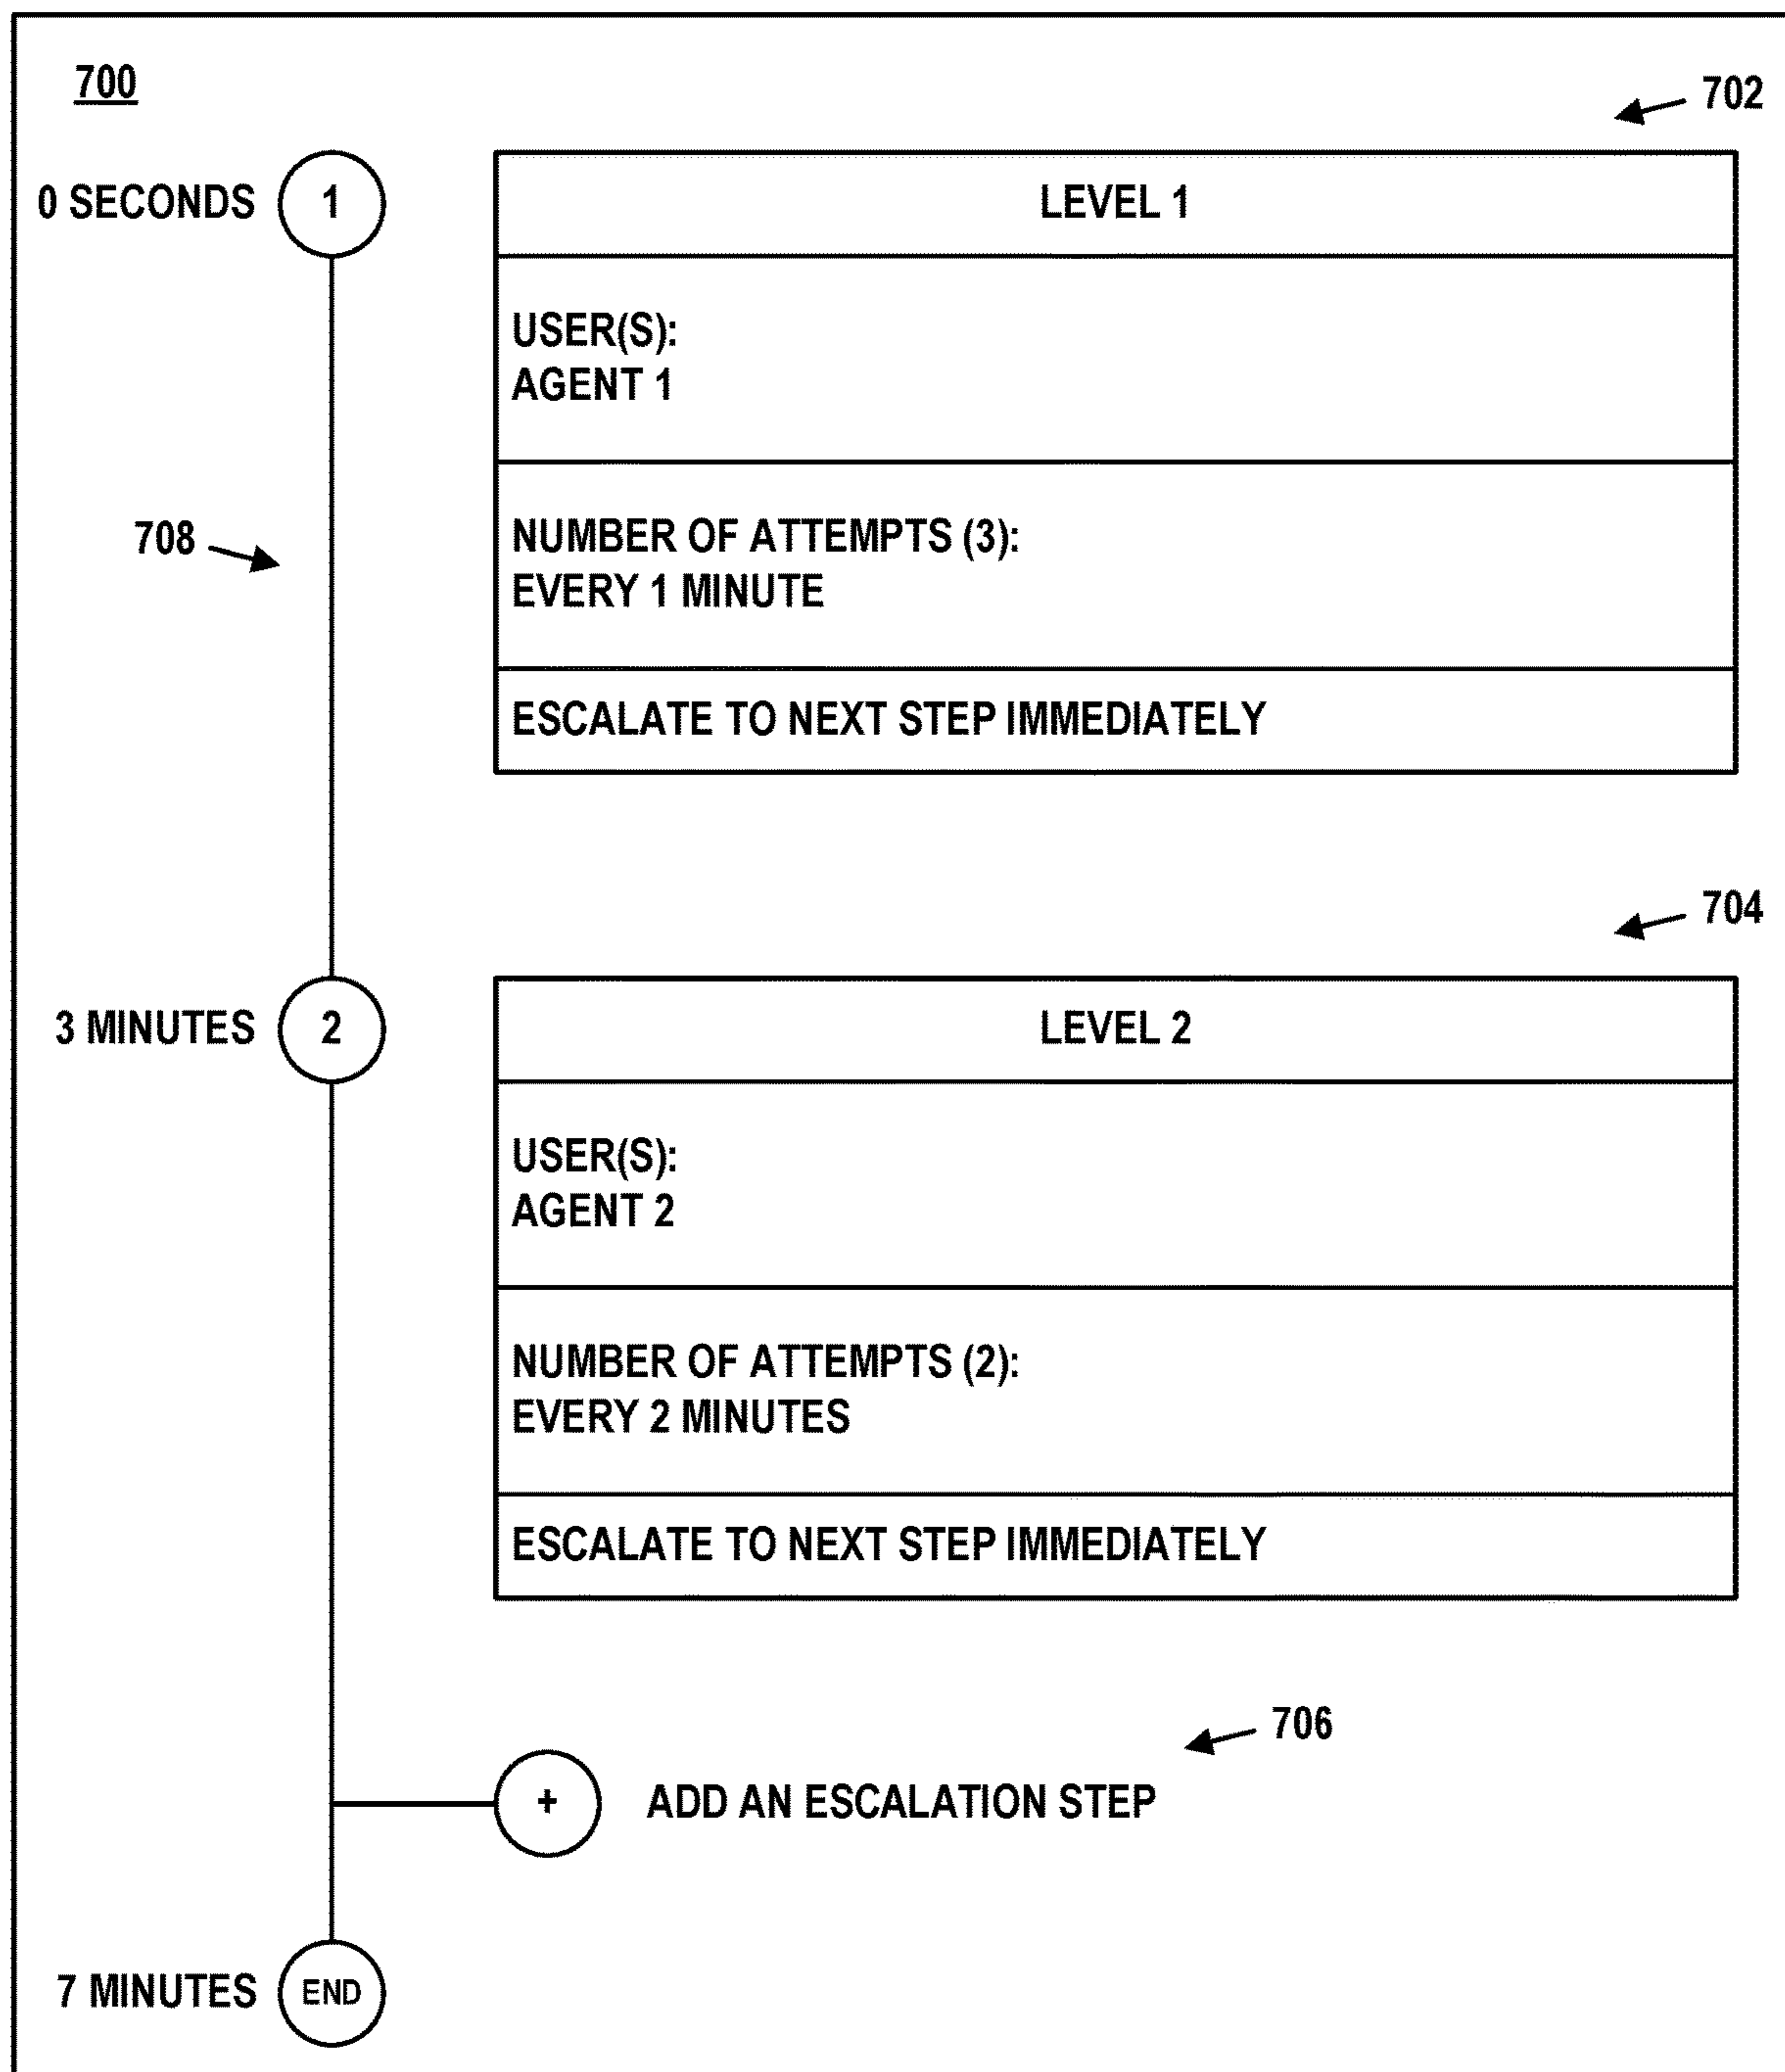 700
702
0 SECONDS
1
LEVEL 1
USER(S):
AGENT 1
708
NUMBER OF ATTEMPTS (3):
EVERY 1 MINUTE
ESCALATE TO NEXT STEP IMMEDIATELY
704
3 MINUTES
2
LEVEL 2
USER(S):
AGENT 2
NUMBER OF ATTEMPTS (2):
EVERY 2 MINUTES
ESCALATE TO NEXT STEP IMMEDIATELY
706
+
ADD AN ESCALATION STEP
7 MINUTES
END